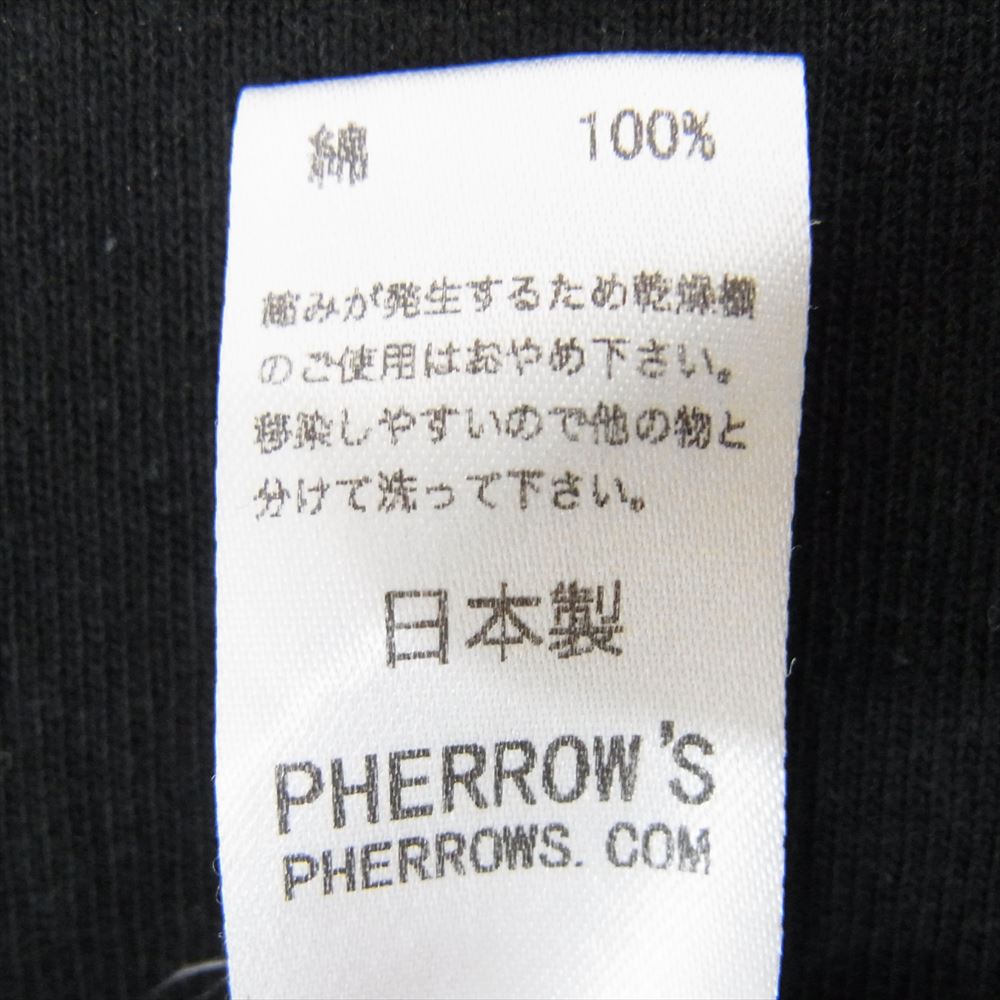 綿 100%
縮みが発生するため乾燥機
のご使用はおやめ下さい。
移染しやすいので他の物と
分けて洗って下さい。
日本製
PHERROW'S
PHERROWS.COM